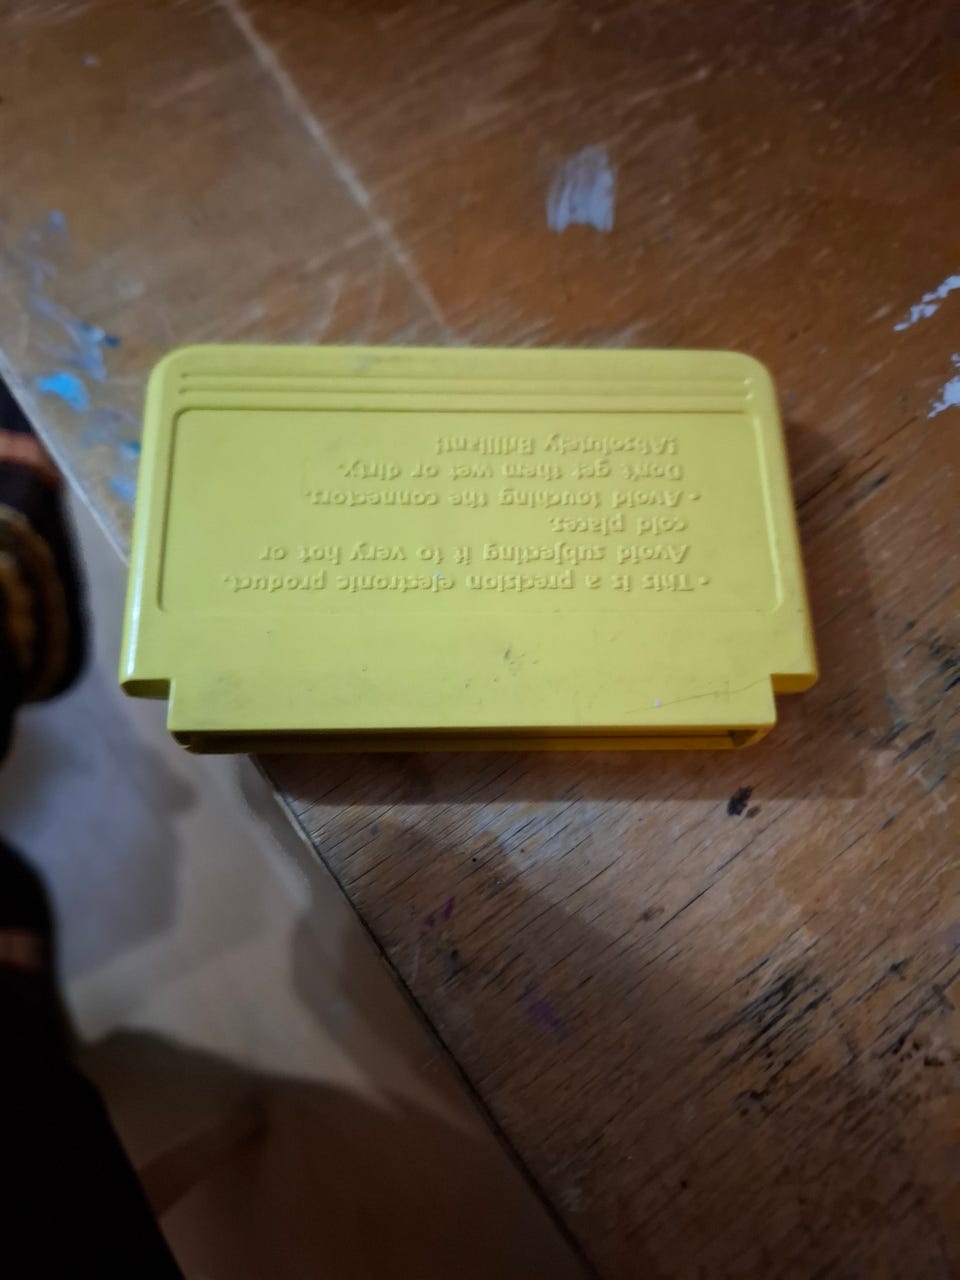 • This is a precision electronic product.
Avoid subjecting it to very hot or
cold places.
• Avoid touching the connectors.
Don't get them wet or dirty.
!Absolutely Brilliant!